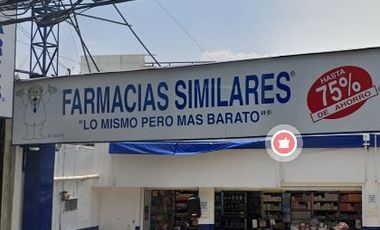 FARMACIAS SIMILARES®
"LO MISMO PERO MAS BARATO"®
HASTA
75%
DE AHORRO